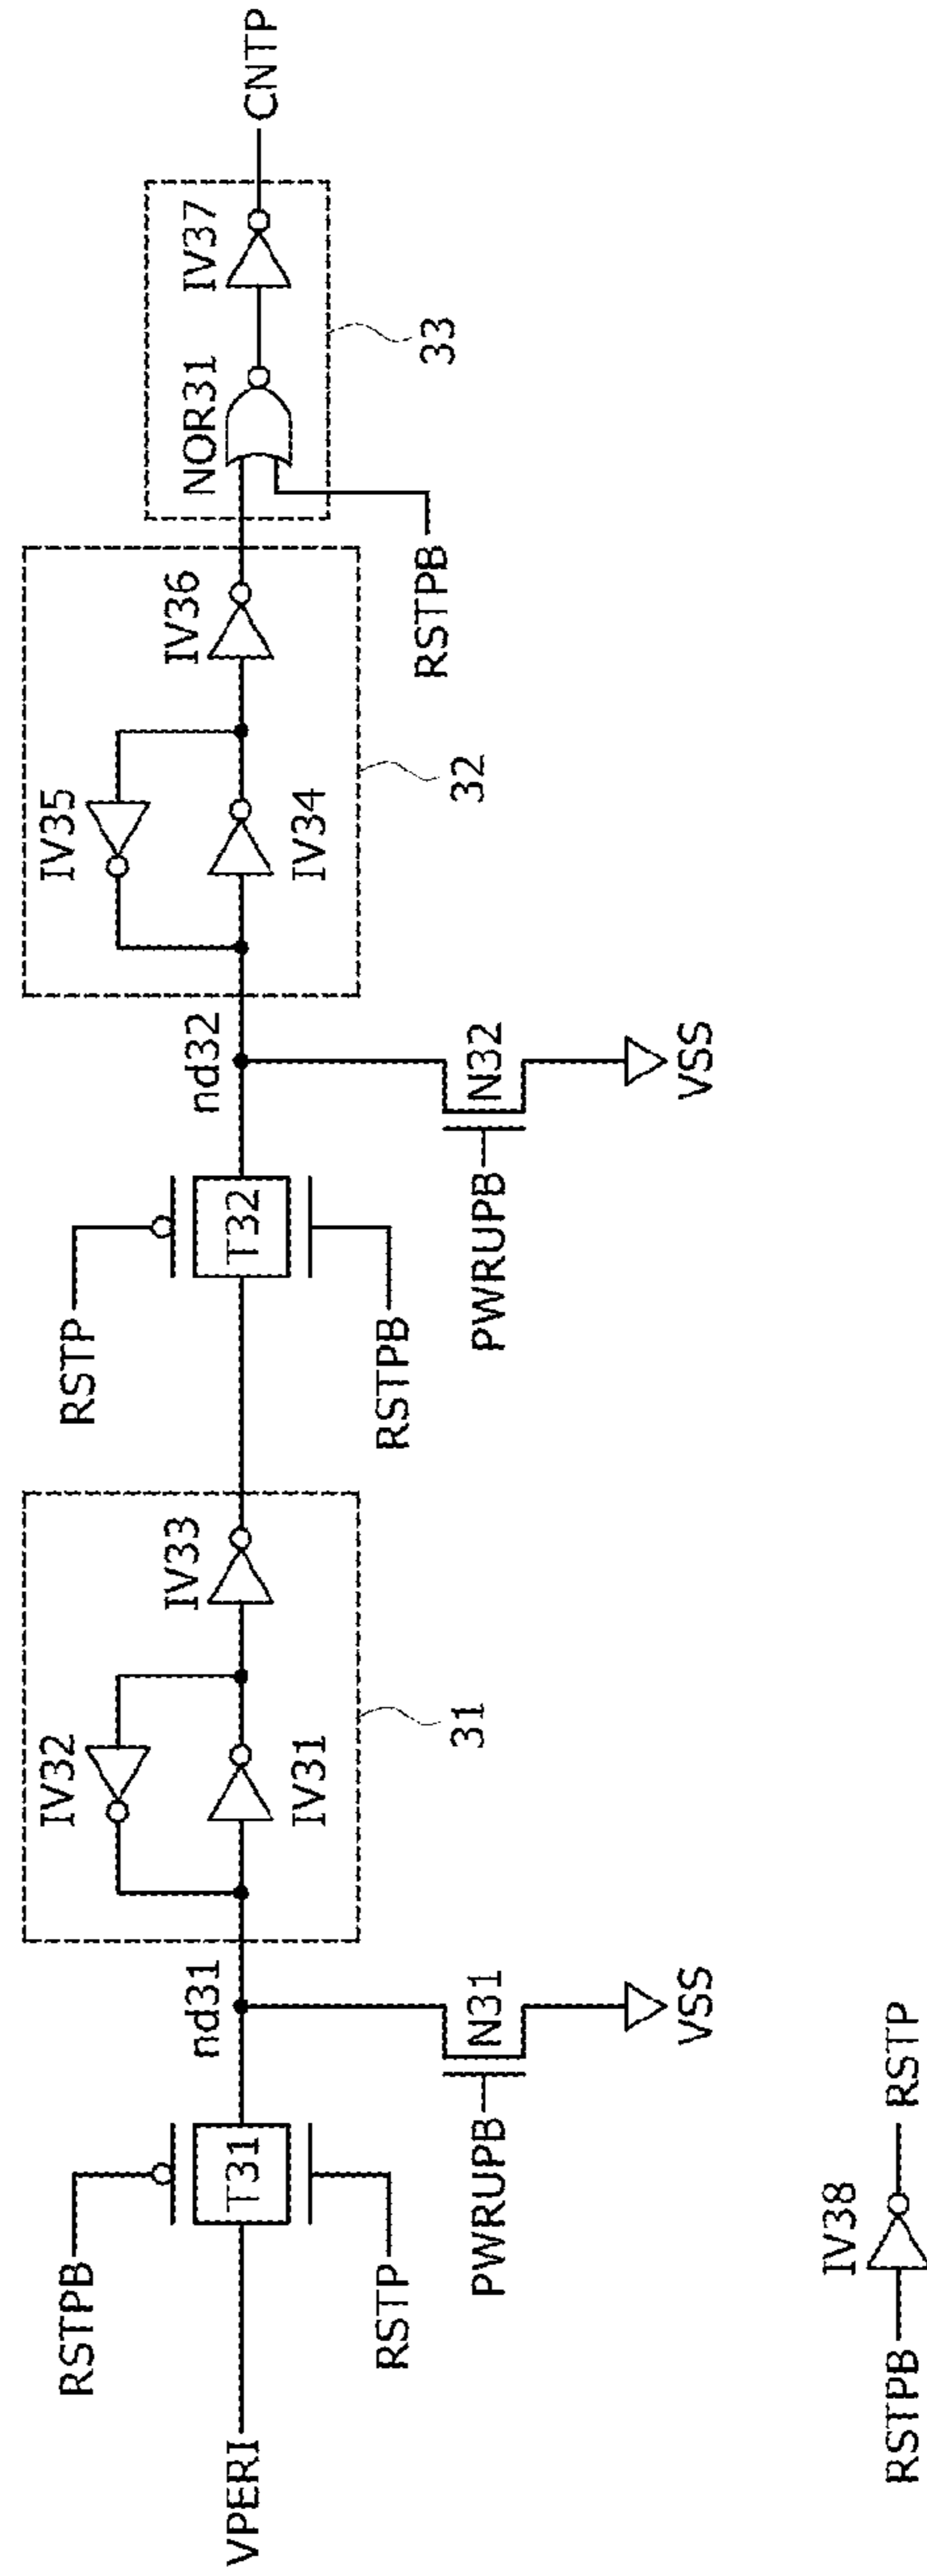 VPERI
RSTPB
T31
RSTP
nd31
PWRUPB
N31
VSS
IV32
IV31
IV33
31
RSTP
T32
RSTPB
nd32
PWRUPB
N32
VSS
IV35
IV34
IV36
32
NOR31
IV37
RSTPB
33
CNTP
RSTPB
IV38
RSTP